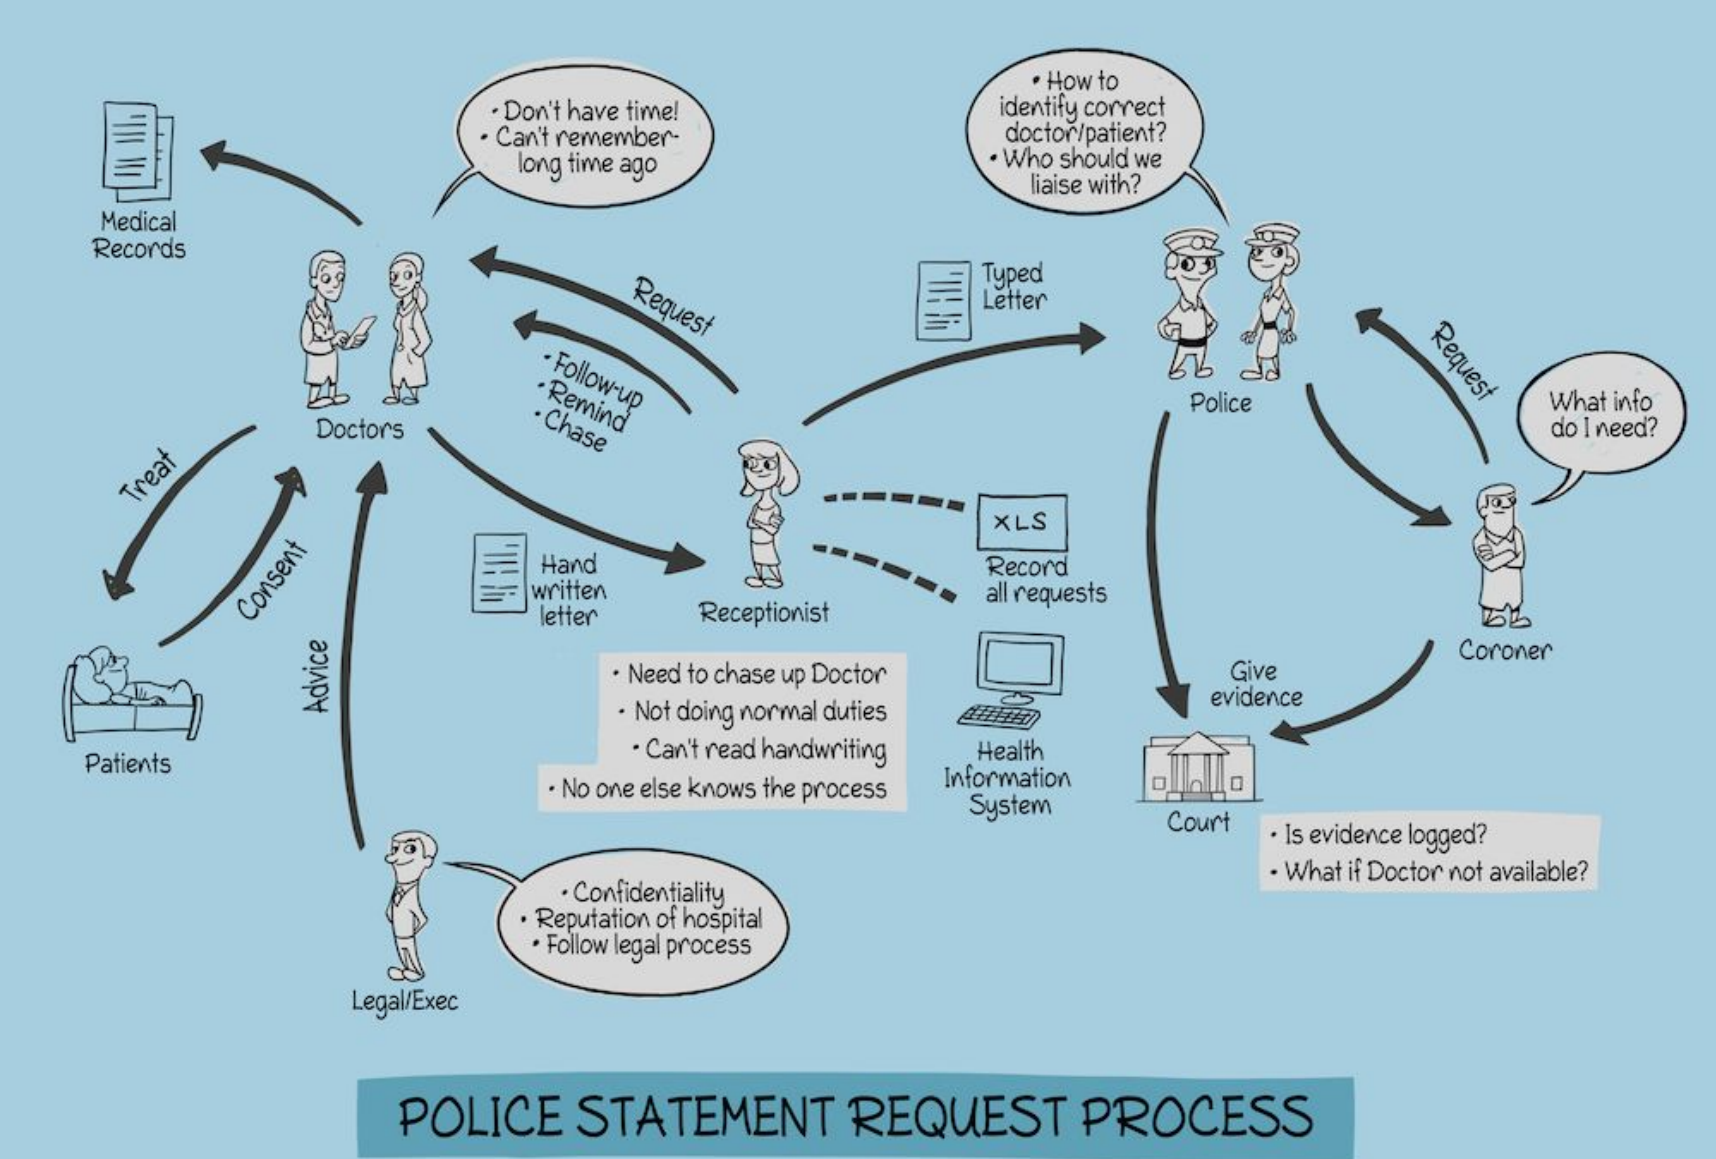 • Don't have time!
• Can't remember-
long time ago
• How to
identify correct
doctor/patient?
• Who should we
liaise with?
Medical
Records
Request
• Follow-up
• Remind
• Chase
Typed
Letter
Request
Police
What info
do I need?
Doctors
Treat
Consent
Advice
Hand
written
letter
Receptionist
XLS
Record
all requests
Coroner
Give
evidence
• Need to chase up Doctor
• Not doing normal duties
• Can't read handwriting
• No one else knows the process
Health
Information
System
Patients
Court
• Is evidence logged?
• What if Doctor not available?
• Confidentiality
• Reputation of hospital
• Follow legal process
Legal/Exec
POLICE STATEMENT REQUEST PROCESS